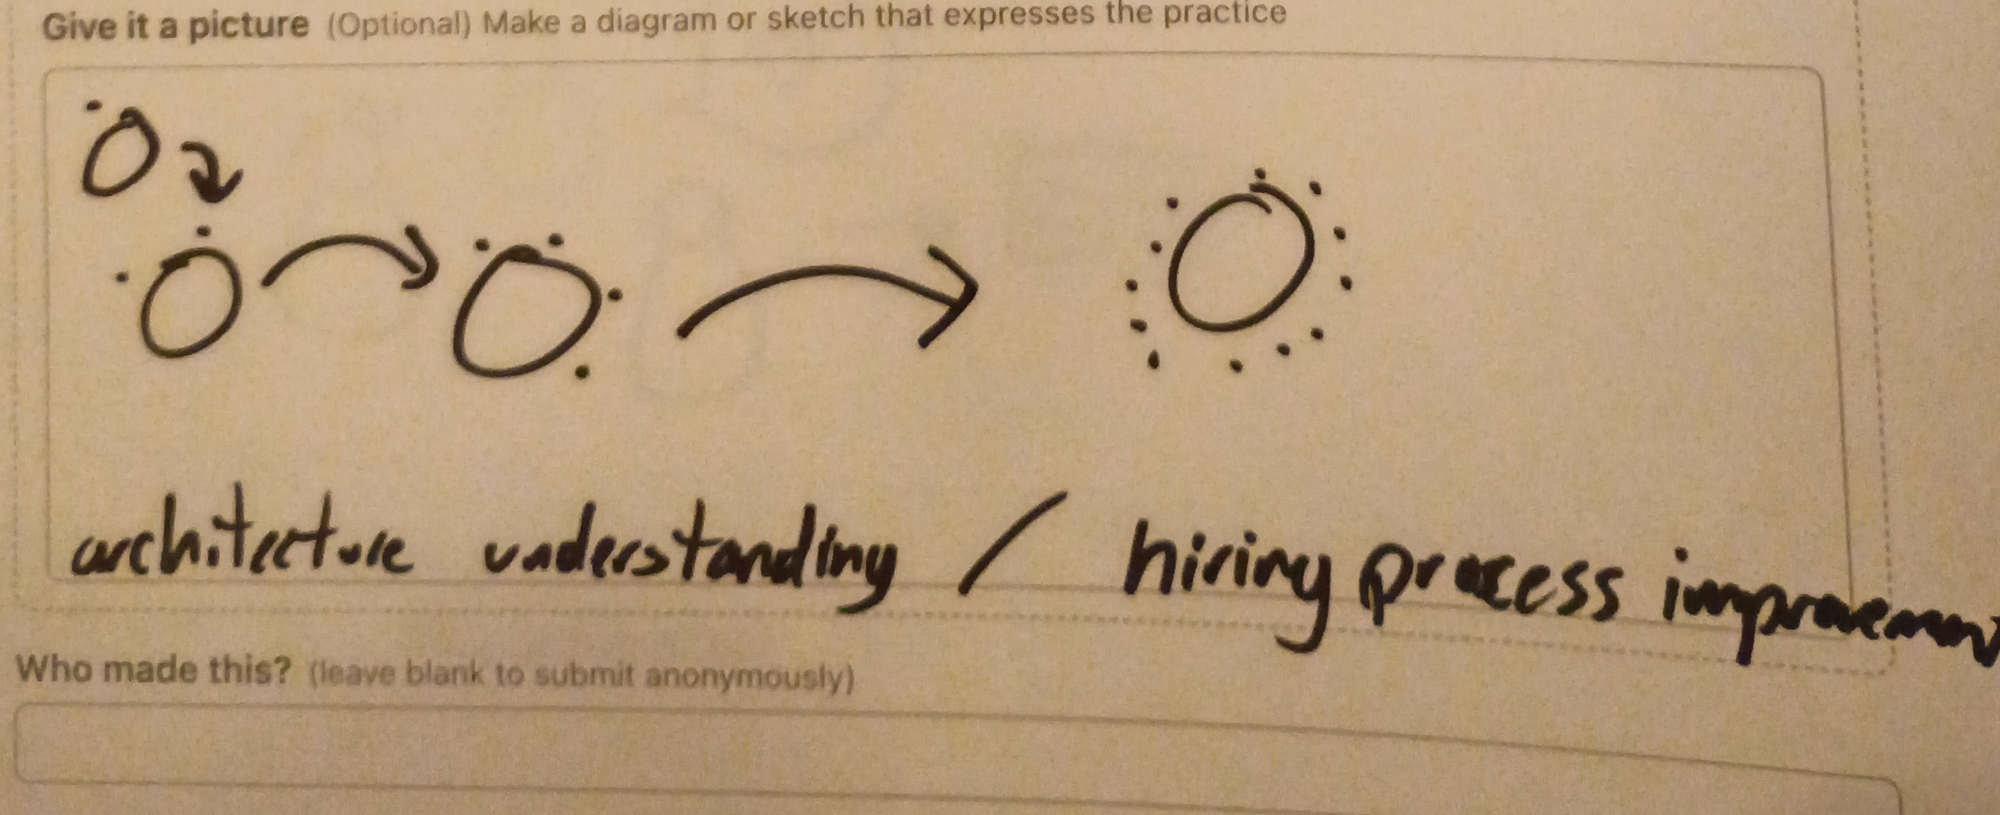 Give it a picture (Optional) Make a diagram or sketch that expresses the practice
architecture understanding / hiring process improvement
Who made this? (leave blank to submit anonymously)